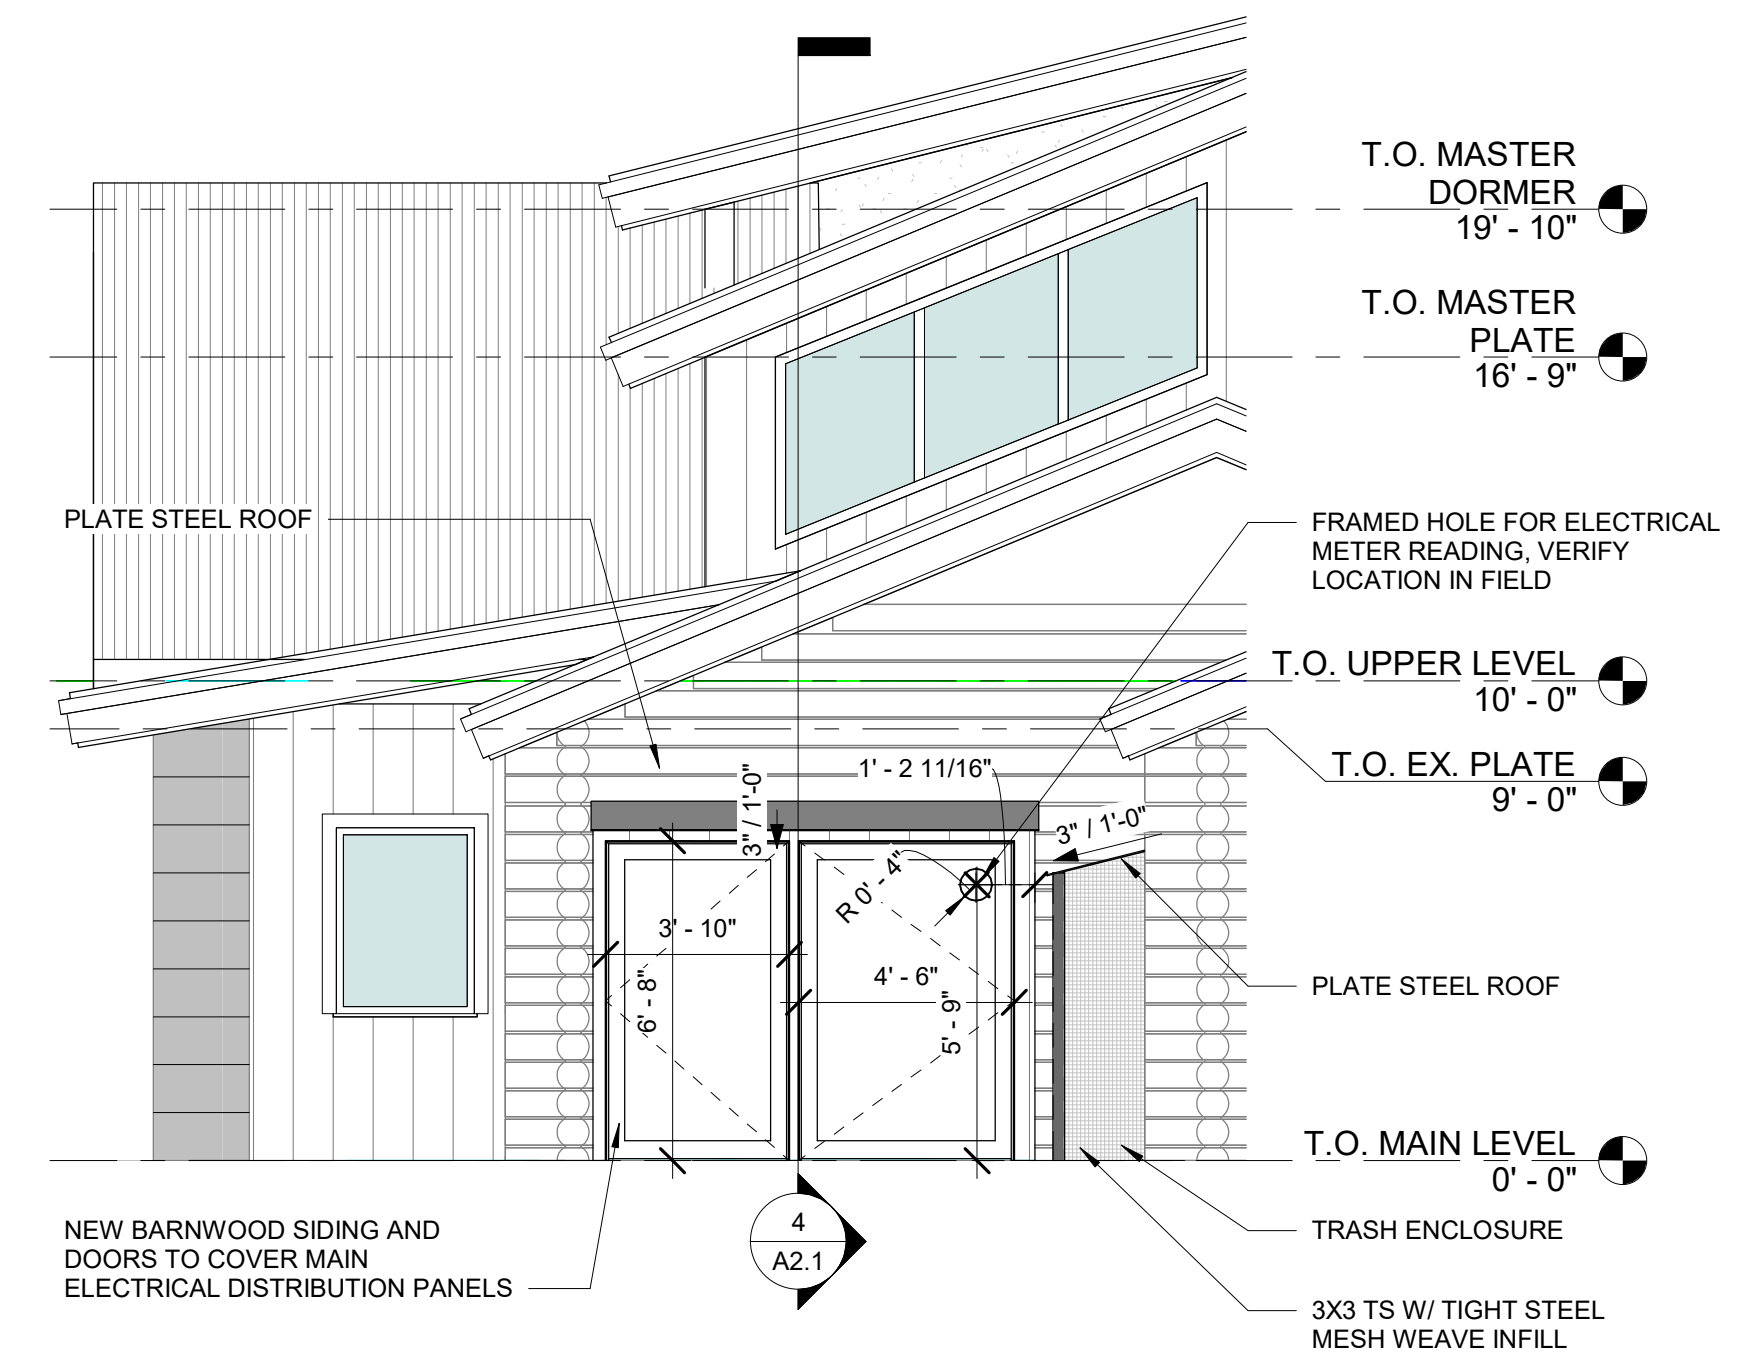 T.O. MASTER
DORMER
19' - 10"
T.O. MASTER
PLATE
16' - 9"
PLATE STEEL ROOF
FRAMED HOLE FOR ELECTRICAL
METER READING, VERIFY
LOCATION IN FIELD
T.O. UPPER LEVEL
10' - 0"
T.O. EX. PLATE
9' - 0"
1' - 2 11/16"
3" / 1'-0"
3" / 1'-0"
R 0' - 4"
3' - 10"
6' - 8"
4' - 6"
5' - 9"
PLATE STEEL ROOF
T.O. MAIN LEVEL
0' - 0"
NEW BARNWOOD SIDING AND
DOORS TO COVER MAIN
ELECTRICAL DISTRIBUTION PANELS
4
A2.1
TRASH ENCLOSURE
3X3 TS W/ TIGHT STEEL
MESH WEAVE INFILL